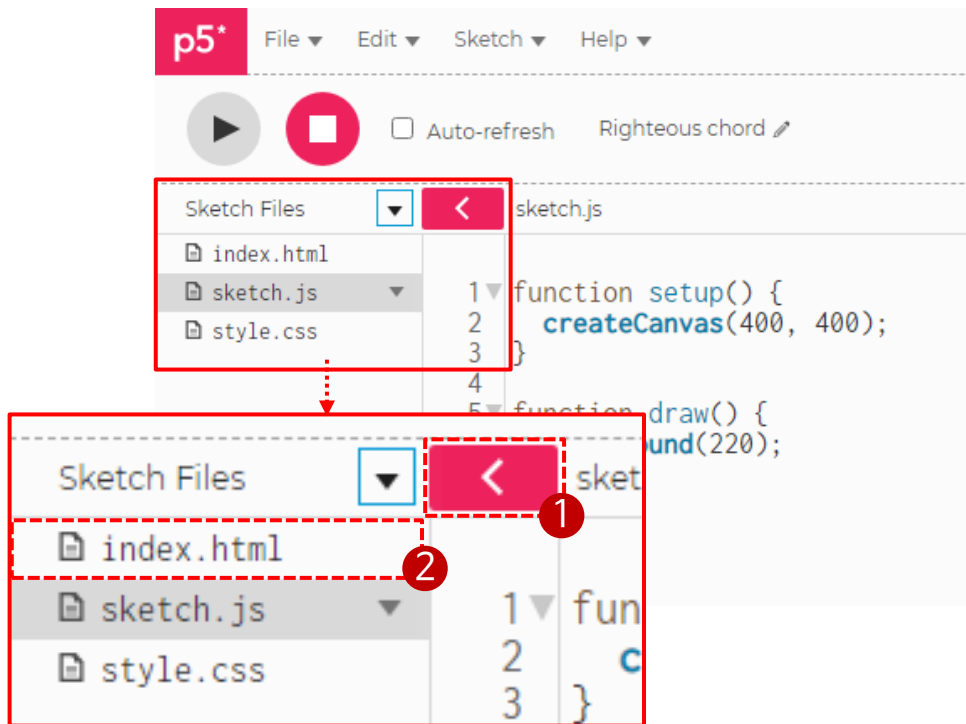 p5*
File Edit Sketch Help
Auto-refresh Righteous chord
Sketch Files sketch.js
index.html
sketch.js
style.css
1 function setup() {
2 createCanvas(400, 400);
3 }
4
5 function draw() {
ound(220);
Sketch Files sket
1
index.html
2
sketch.js
style.css
1 fun
2 c
3 }